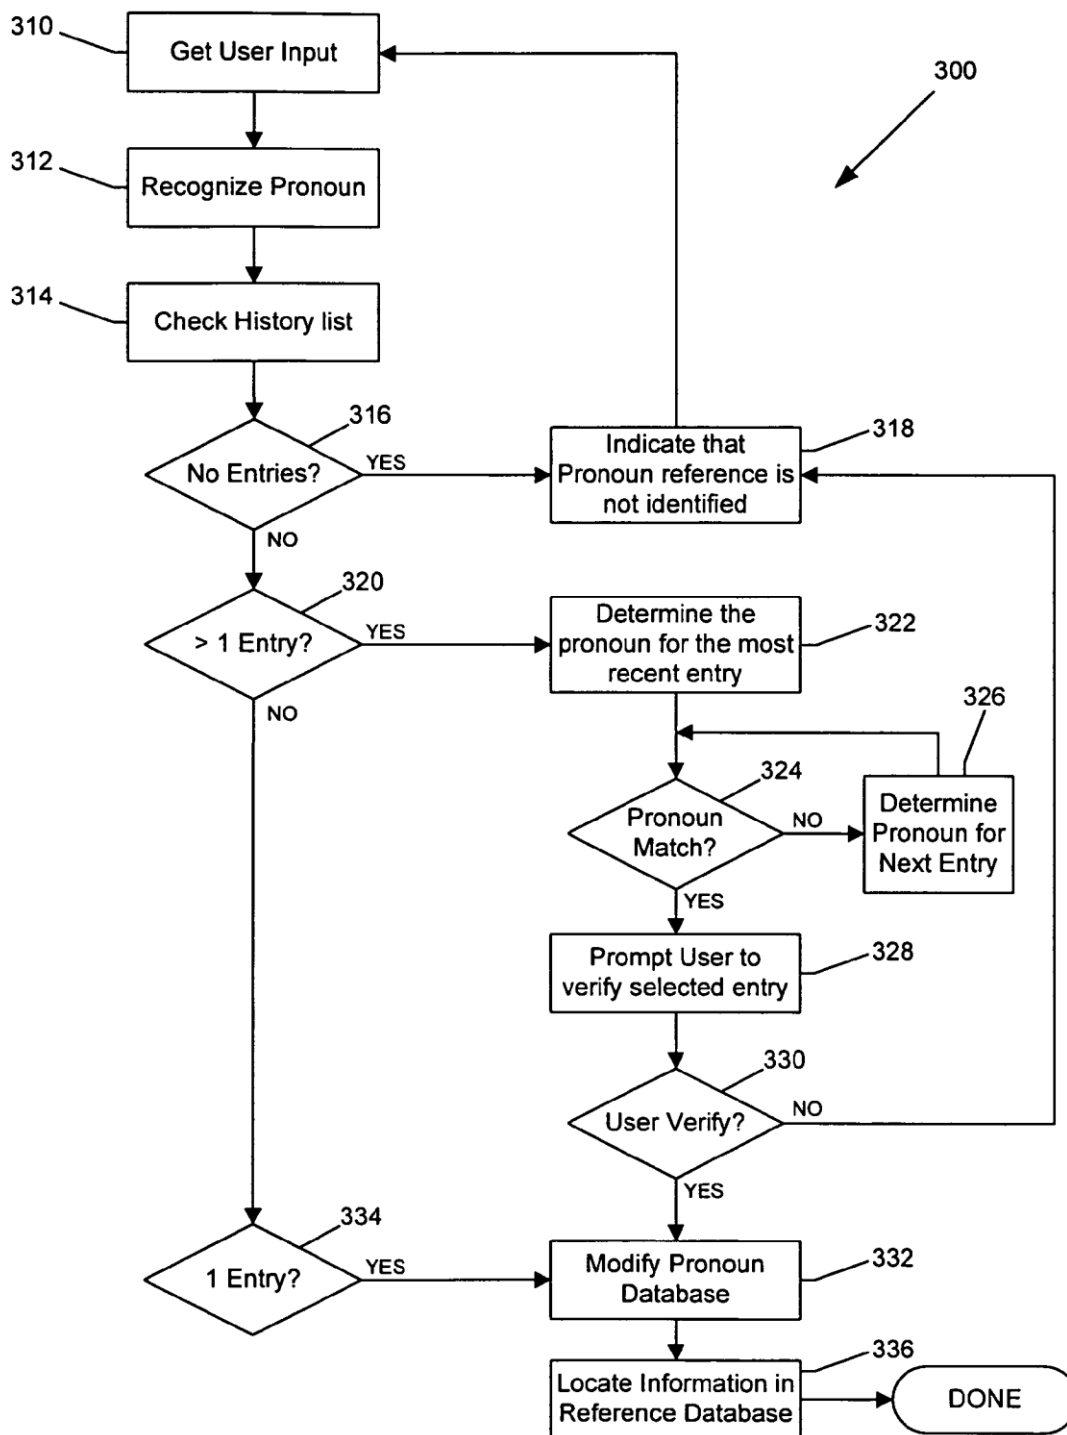 310
Get User Input
300
312
Recognize Pronoun
314
Check History list
316
No Entries?
YES
NO
Indicate that
Pronoun reference is
not identified
318
320
> 1 Entry?
YES
NO
Determine the
pronoun for the most
recent entry
322
326
324
Pronoun
Match?
NO
YES
Determine
Pronoun for
Next Entry
Prompt User to
verify selected entry
328
330
User Verify?
NO
YES
334
1 Entry?
YES
Modify Pronoun
Database
332
336
Locate Information in
Reference Database
DONE